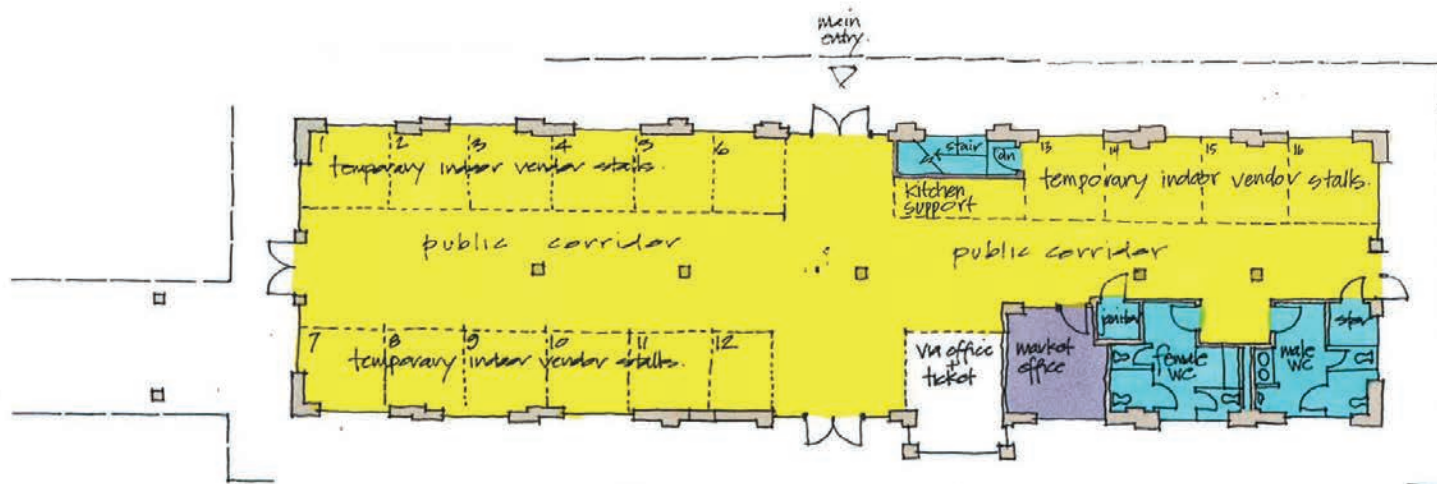 main
entry.
1 2 3 4 5 6
temporary indoor vendor stalls.
stair
dn
13 14 15 16
temporary indoor vendor stalls.
kitchen
support
public corridor
public corridor
7 8 9 10 11 12
temporary indoor vendor stalls.
via office
+
ticket
market
office
janitor
female
WC
male
WC
stor